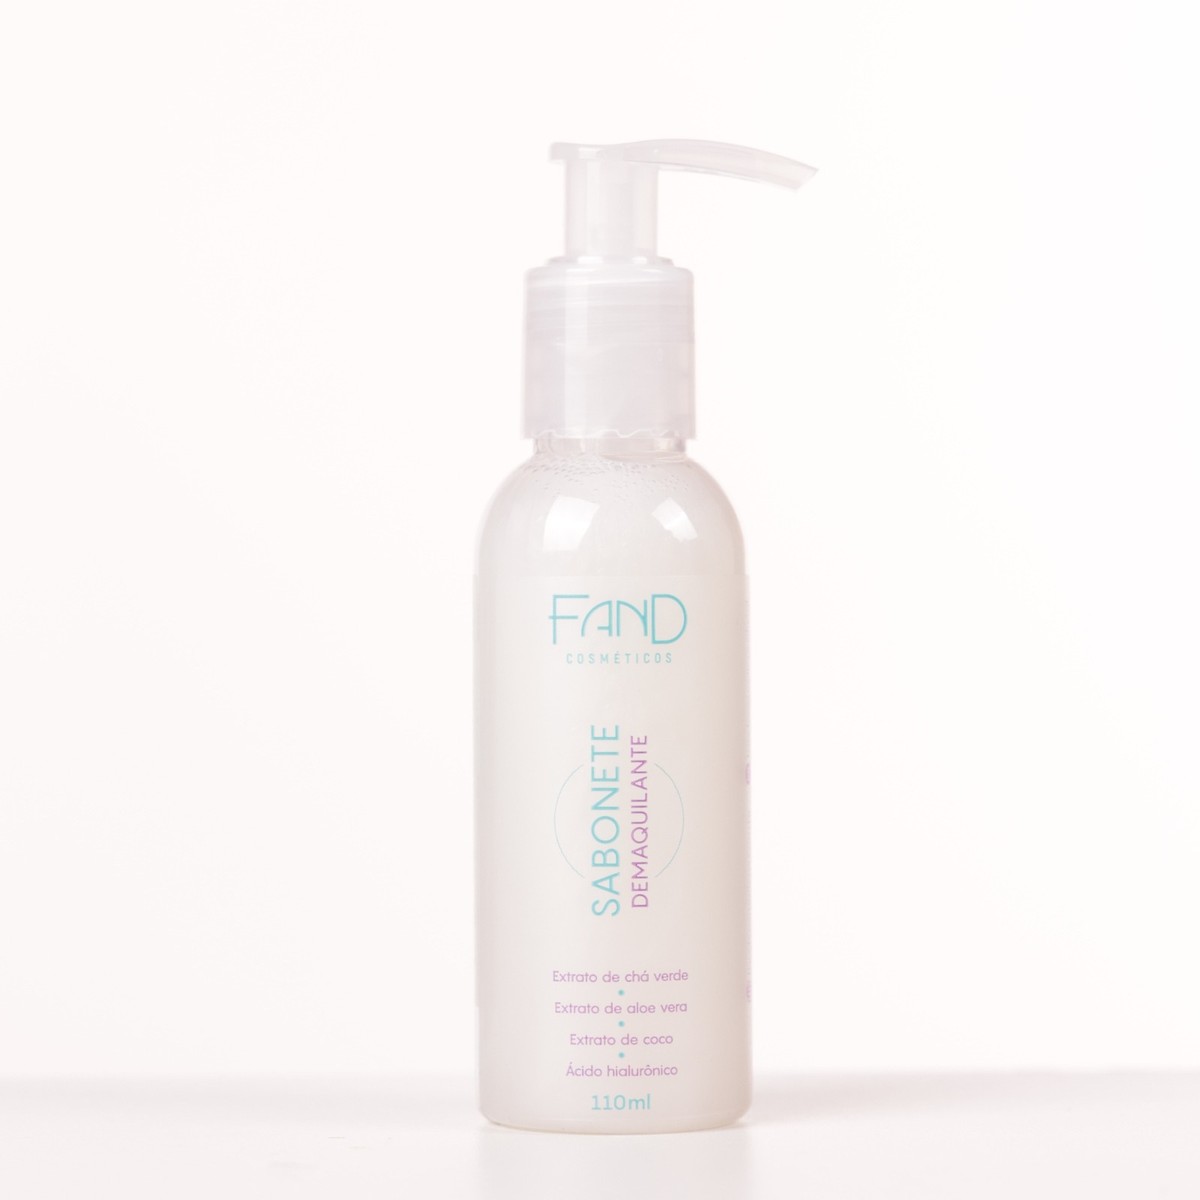 FAND
COSMÉTICOS
SABONETE
DEMAQUILANTE
Extrato de chá verde
Extrato de aloe vera
Extrato de coco
Ácido hialurônico
110ml